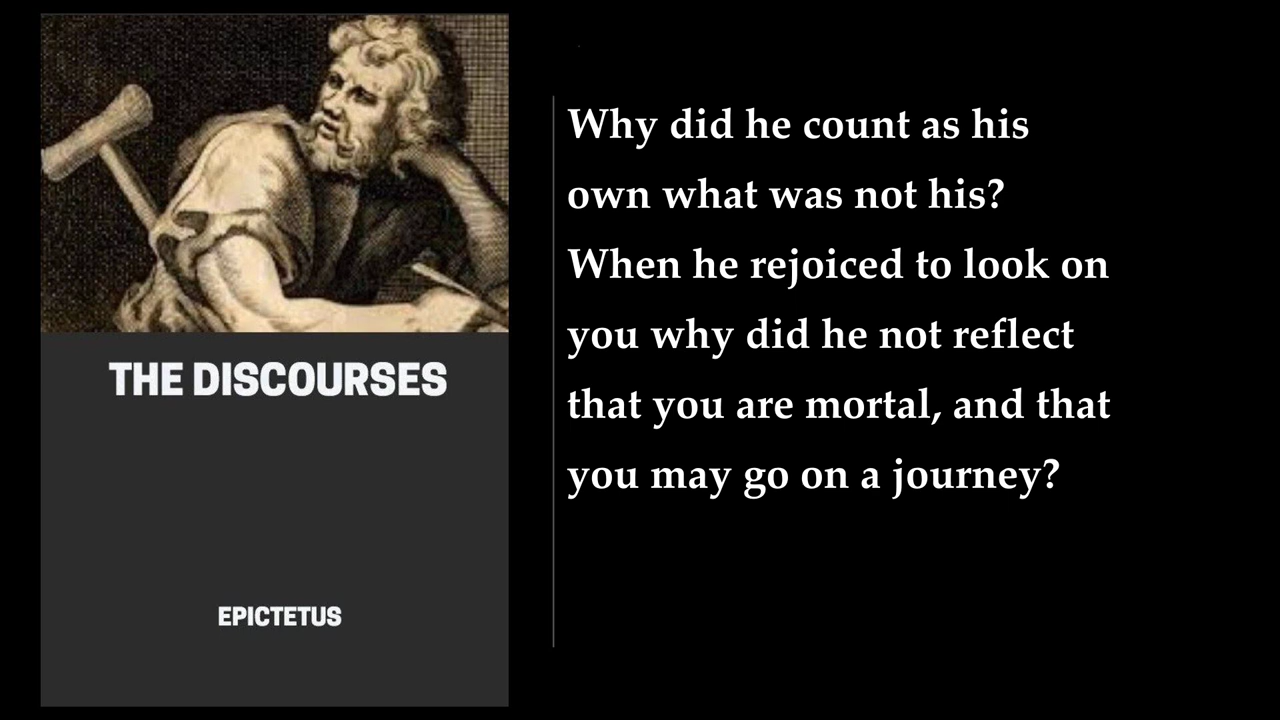 THE DISCOURSES
EPICTETUS
Why did he count as his
own what was not his?
When he rejoiced to look on
you why did he not reflect
that you are mortal, and that
you may go on a journey?